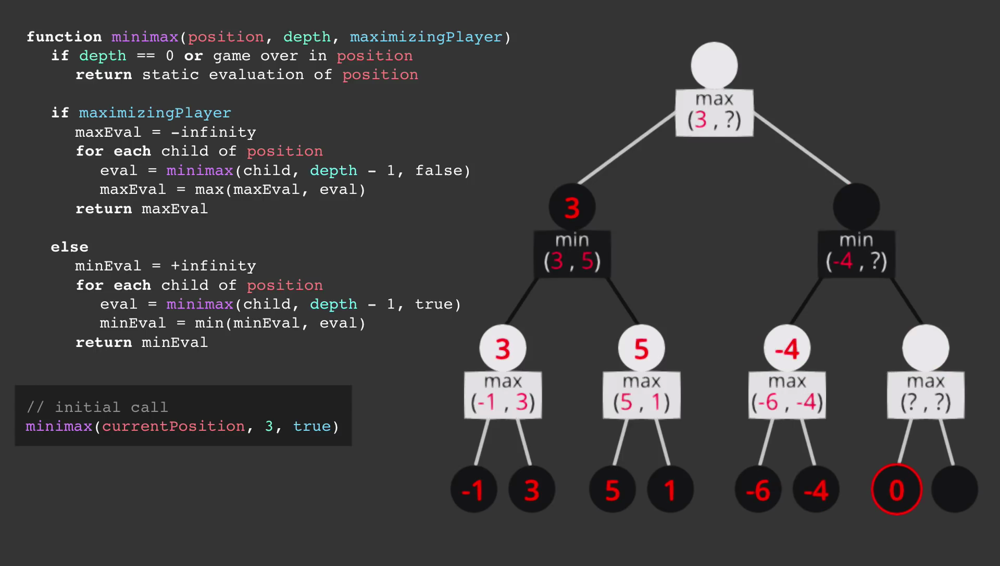 function minimax(position, depth, maximizingPlayer)
if depth == 0 or game over in position
return static evaluation of position
if maximizingPlayer
maxEval = -infinity
for each child of position
eval = minimax(child, depth - 1, false)
maxEval = max(maxEval, eval)
return maxEval
else
minEval = +infinity
for each child of position
eval = minimax(child, depth - 1, true)
minEval = min(minEval, eval)
return minEval
// initial call
minimax(currentPosition, 3, true)
max
(3 , ?)
3
min
(3 , 5)
min
(-4 , ?)
3
max
(-1 , 3)
5
max
(5 , 1)
-4
max
(-6 , -4)
max
(? , ?)
-1
3
5
1
-6
-4
0